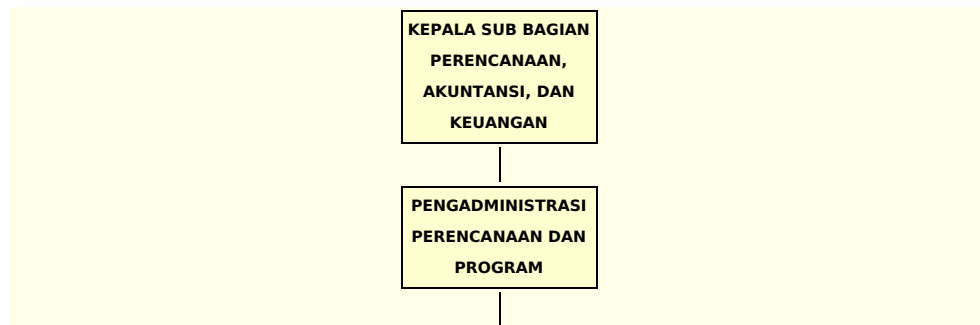 KEPALA SUB BAGIAN
PERENCANAAN,
AKUNTANSI, DAN
KEUANGAN
PENGADMINISTRASI
PERENCANAAN DAN
PROGRAM